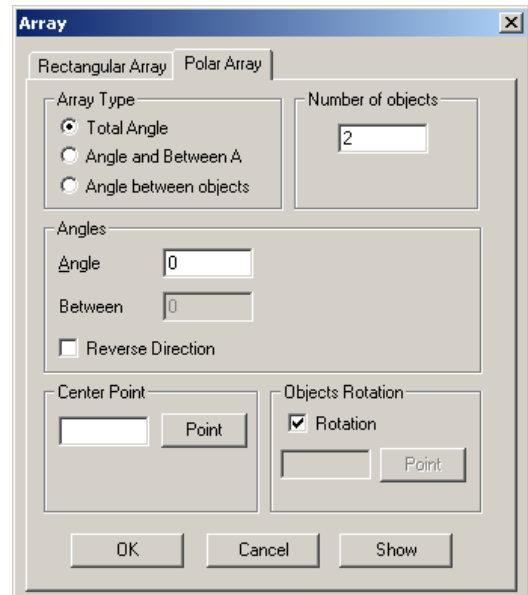 Array
Rectangular Array Polar Array
Array Type
Total Angle
Angle and Between A
Angle between objects
Number of objects
2
Angles
Angle 0
Between 0
Reverse Direction
Center Point
Point
Objects Rotation
Rotation
Point
OK Cancel Show